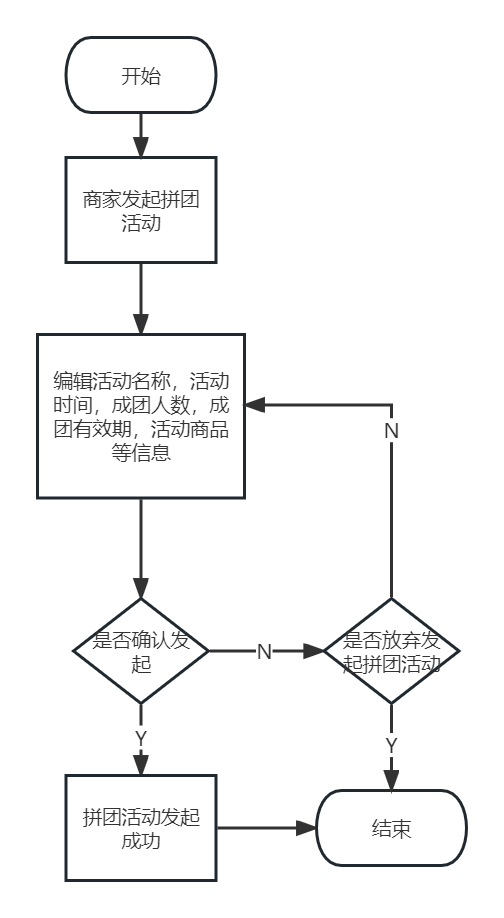 开始
商家发起拼团
活动
编辑活动名称，活动
时间，成团人数，成
团有效期，活动商品
等信息
N
是否确认发
起
N
是否放弃发
起拼团活动
Y
Y
拼团活动发起
成功
结束